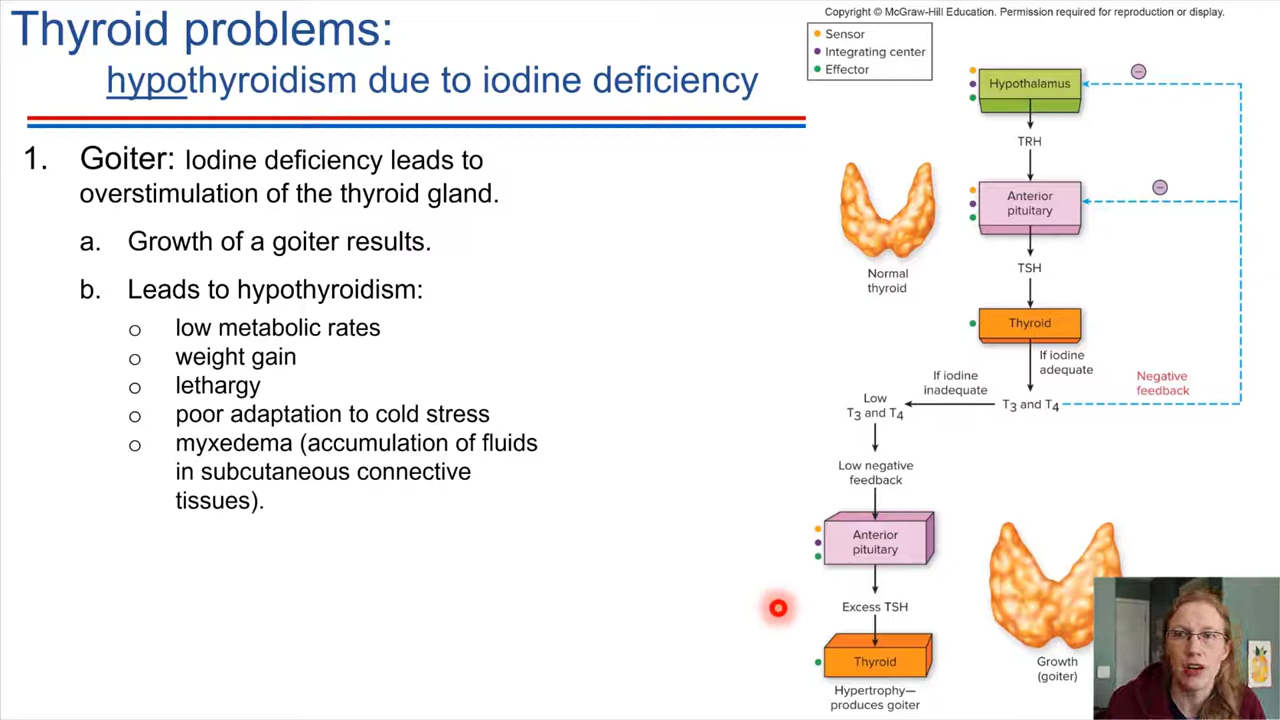 Thyroid problems:
hypothyroidism due to iodine deficiency
1. Goiter: Iodine deficiency leads to
overstimulation of the thyroid gland.
a. Growth of a goiter results.
b. Leads to hypothyroidism:
o low metabolic rates
o weight gain
o lethargy
o poor adaptation to cold stress
o myxedema (accumulation of fluids
in subcutaneous connective
tissues).
Copyright © McGraw-Hill Education. Permission required for reproduction or display.
Sensor
Integrating center
Effector
Hypothalamus
−
TRH
Anterior
pituitary
−
Normal
thyroid
TSH
Thyroid
If iodine
adequate
If iodine
inadequate
Negative
feedback
T3 and T4
Low
T3 and T4
Low negative
feedback
Anterior
pituitary
Excess TSH
Thyroid
Hypertrophy—
produces goiter
Growth
(goiter)